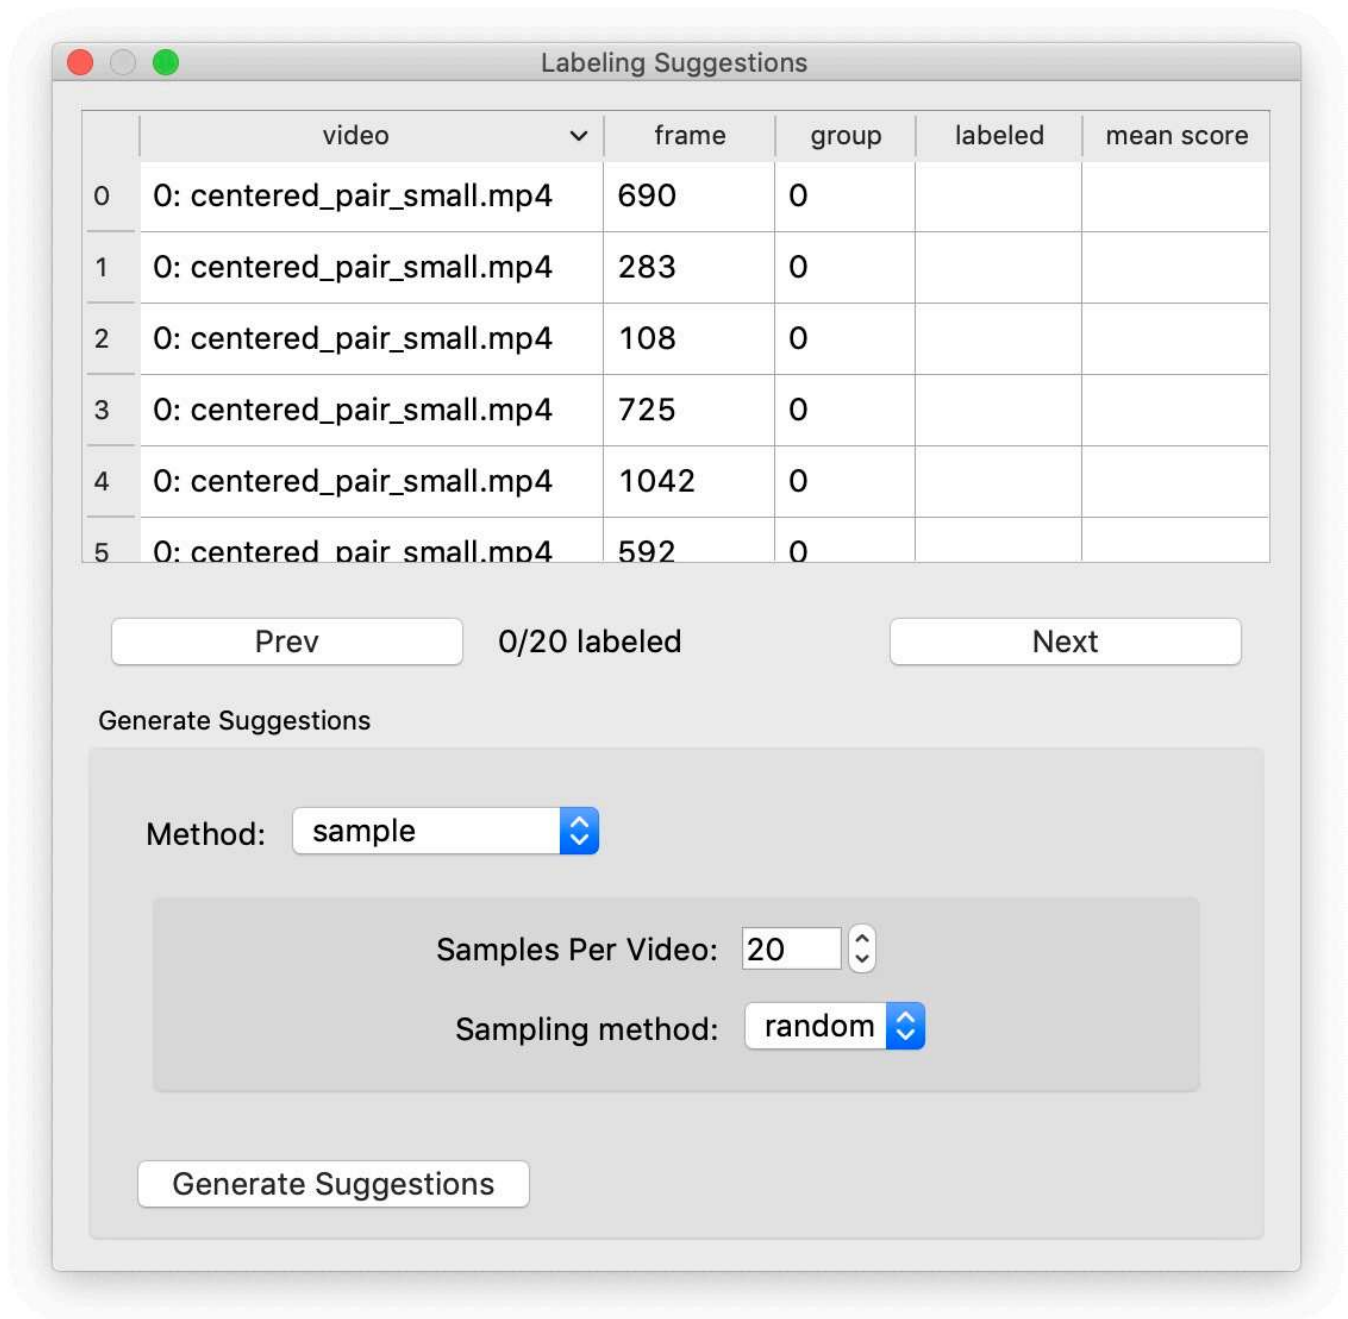 Labeling Suggestions
video frame group labeled mean score
0 0: centered_pair_small.mp4 690 0
1 0: centered_pair_small.mp4 283 0
2 0: centered_pair_small.mp4 108 0
3 0: centered_pair_small.mp4 725 0
4 0: centered_pair_small.mp4 1042 0
5 0: centered_pair_small.mp4 592 0
Prev 0/20 labeled Next
Generate Suggestions
Method: sample
Samples Per Video: 20
Sampling method: random
Generate Suggestions